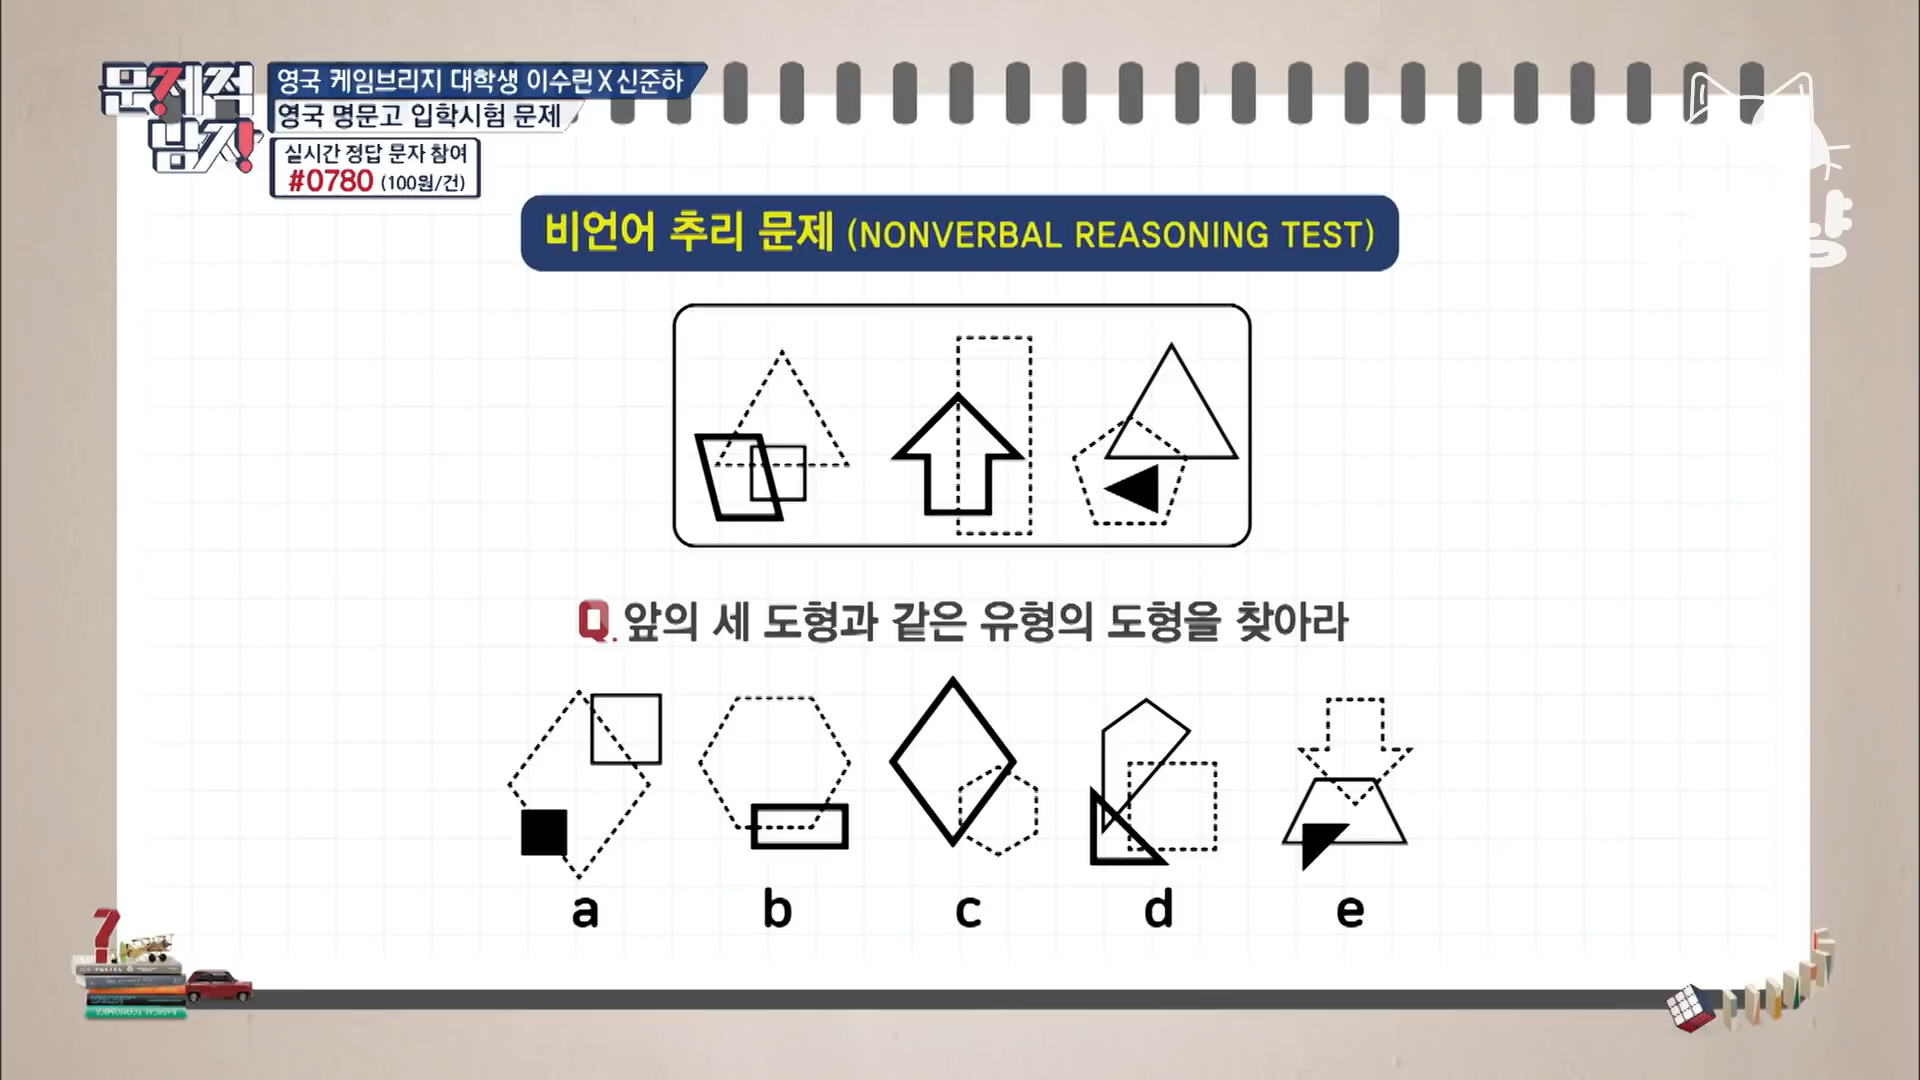 문제적
남자
영국 케임브리지 대학생 이수린 X 신준하
영국 명문고 입학시험 문제
실시간 정답 문자 참여
#0780 (100원/건)
비언어 추리 문제 (NONVERBAL REASONING TEST)
Q. 앞의 세 도형과 같은 유형의 도형을 찾아라
a b c d e